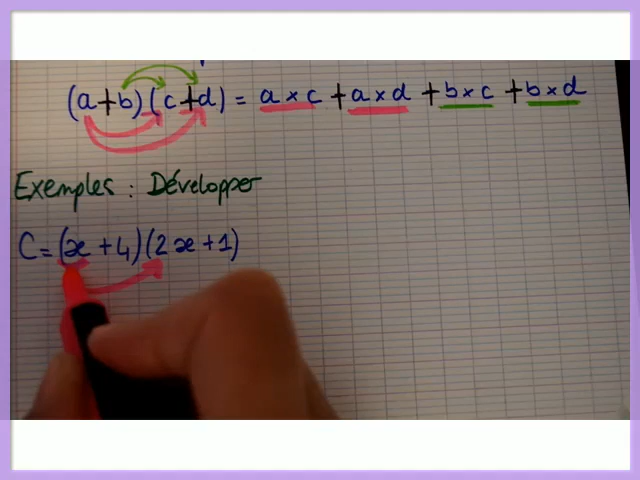 (a+b)(c+d) = a×c + a×d + b×c + b×d
Exemples : Développer
C = (x + 4)(2x + 1)